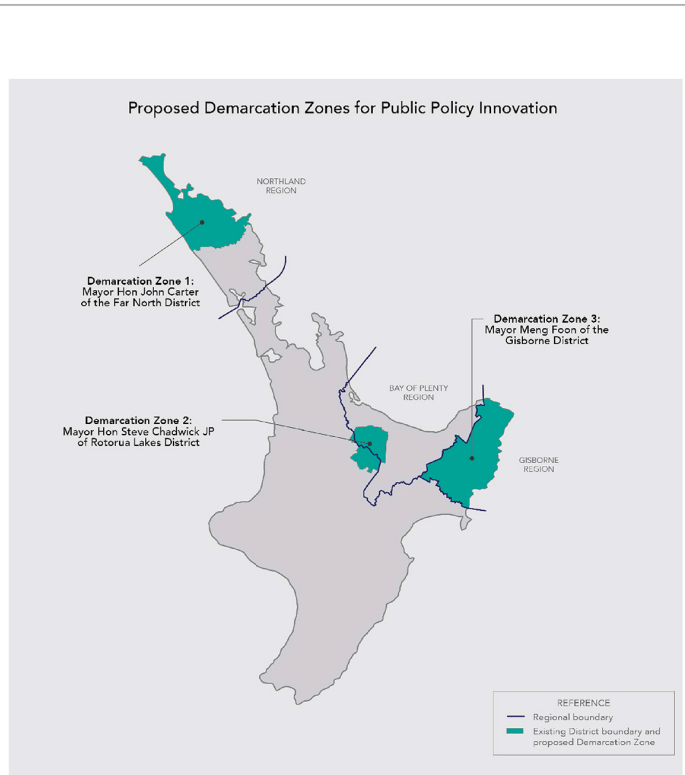 Proposed Demarcation Zones for Public Policy Innovation
NORTHLAND
REGION
Demarcation Zone 1:
Mayor Hon John Carter
of the Far North District
Demarcation Zone 3:
Mayor Meng Foon of the
Gisborne District
BAY OF PLENTY
REGION
Demarcation Zone 2:
Mayor Hon Steve Chadwick JP
of Rotorua Lakes District
GISBORNE
REGION
REFERENCE
Regional boundary
Existing District boundary and
proposed Demarcation Zone